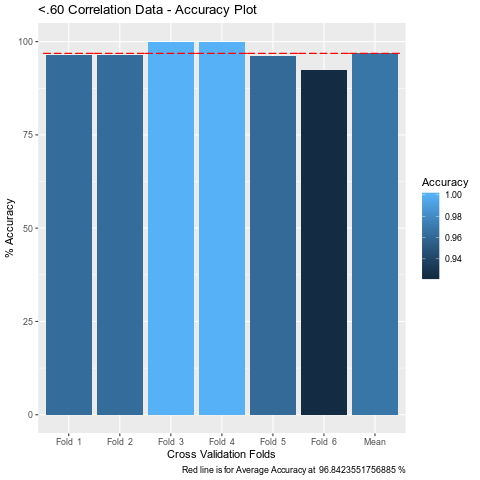 <.60 Correlation Data - Accuracy Plot
100
75
50
25
0
% Accuracy
Fold 1 Fold 2 Fold 3 Fold 4 Fold 5 Fold 6 Mean
Cross Validation Folds
Red line is for Average Accuracy at 96.8423551756885 %
Accuracy
1.00
0.98
0.96
0.94